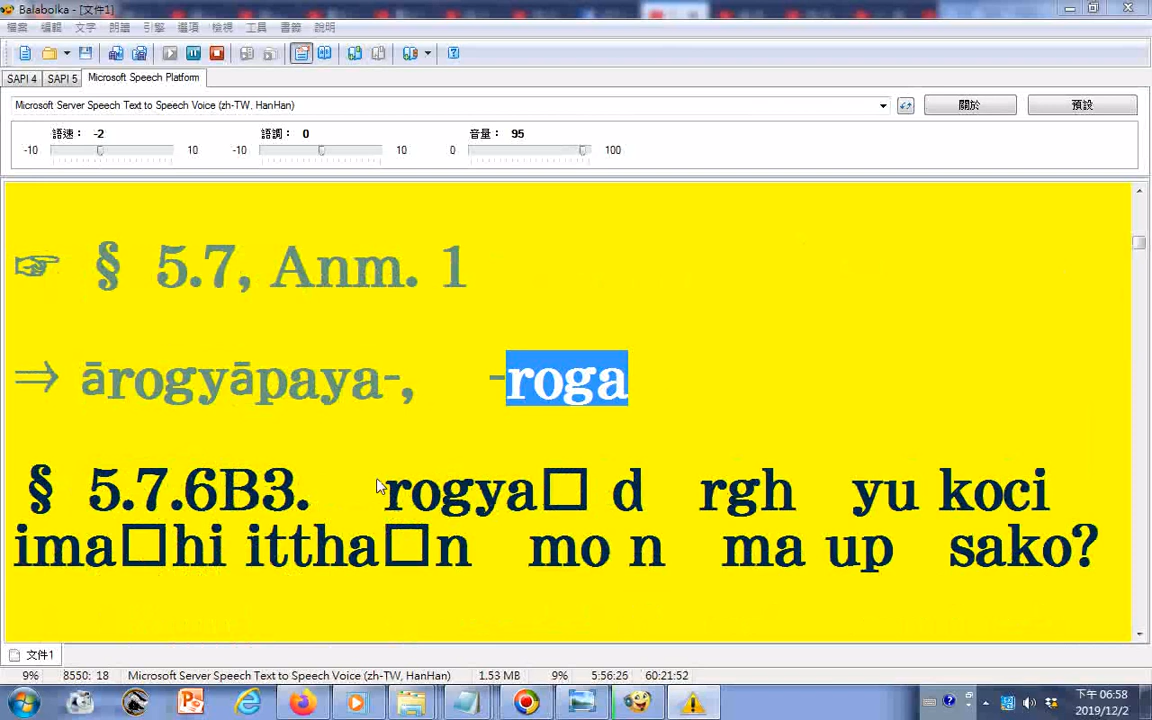 Balabolka - [文件1]
檔案 編輯 文字 朗讀 引擎 選項 檢視 工具 書籤 說明
SAPI 4 SAPI 5 Microsoft Speech Platform
Microsoft Server Speech Text to Speech Voice (zh-TW, HanHan) 關於 預設
語速： -2 語調： 0 音量： 95
-10 10 -10 10 0 100
☞ § 5.7, Anm. 1
⇒ ārogyāpaya-, -roga
§ 5.7.6B3. rogya□ d rgh yu koci
ima□hi ittha□n mo n ma up sako?
文件1
9% 8550: 18 Microsoft Server Speech Text to Speech Voice (zh-TW, HanHan) 1.53 MB 9% 5:56:25 60:21:52
下午 06:58
2019/12/2